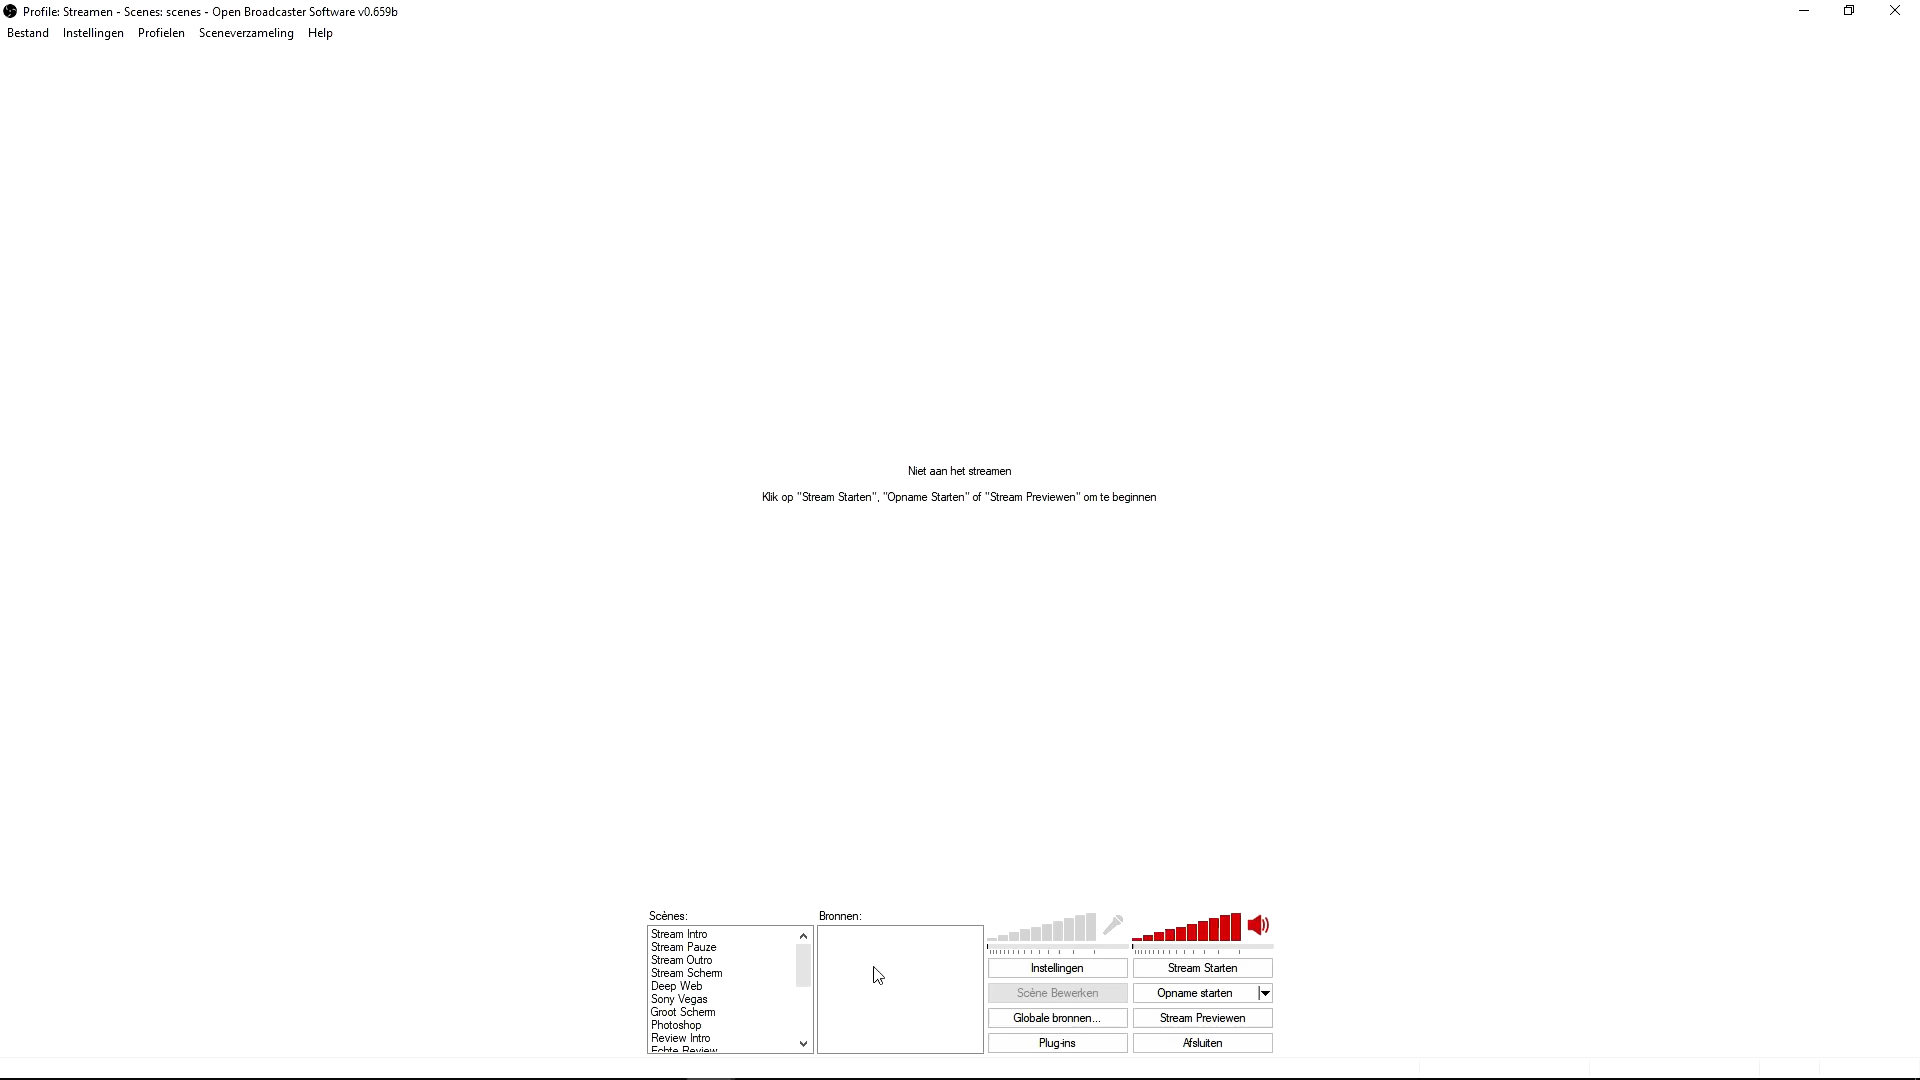 Profile: Streamen - Scenes: scenes - Open Broadcaster Software v0.659b
Bestand Instellingen Profielen Sceneverzameling Help
Niet aan het streamen
Klik op "Stream Starten", "Opname Starten" of "Stream Previewen" om te beginnen
Scènes:
Stream Intro
Stream Pauze
Stream Outro
Stream Scherm
Deep Web
Sony Vegas
Groot Scherm
Photoshop
Review Intro
Echte Review
Bronnen:
Instellingen
Stream Starten
Scène Bewerken
Opname starten
Globale bronnen...
Stream Previewen
Plug-ins
Afsluiten